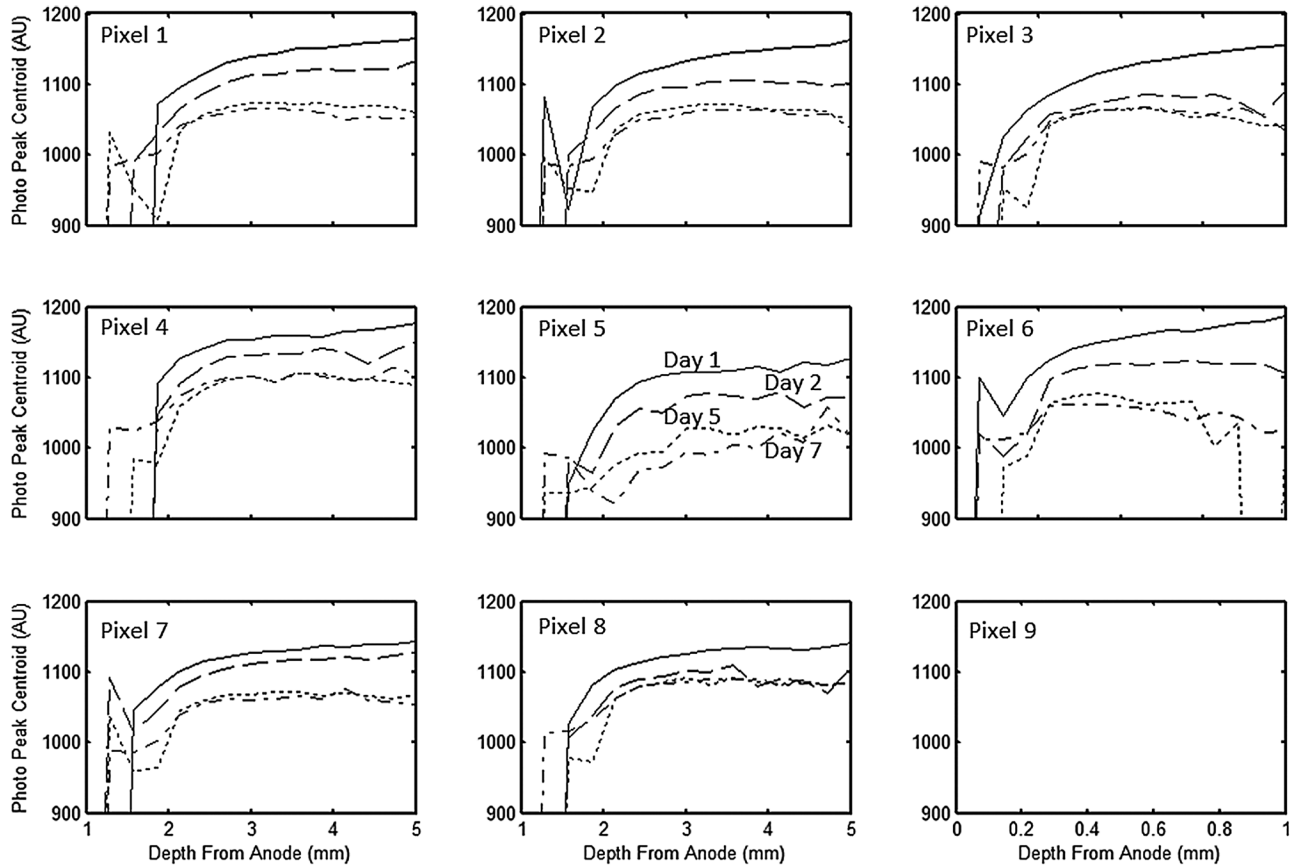 Photo Peak Centroid (AU)
1200
1100
1000
900
Pixel 1
1200
1100
1000
900
Pixel 2
1200
1100
1000
900
Pixel 3
Photo Peak Centroid (AU)
1200
1100
1000
900
Pixel 4
1200
1100
1000
900
Pixel 5
Day 1
Day 2
Day 5
Day 7
1200
1100
1000
900
Pixel 6
Photo Peak Centroid (AU)
1200
1100
1000
900
Pixel 7
1 2 3 4 5
Depth From Anode (mm)
1200
1100
1000
900
Pixel 8
1 2 3 4 5
Depth From Anode (mm)
1200
1100
1000
900
Pixel 9
0 0.2 0.4 0.6 0.8 1
Depth From Anode (mm)